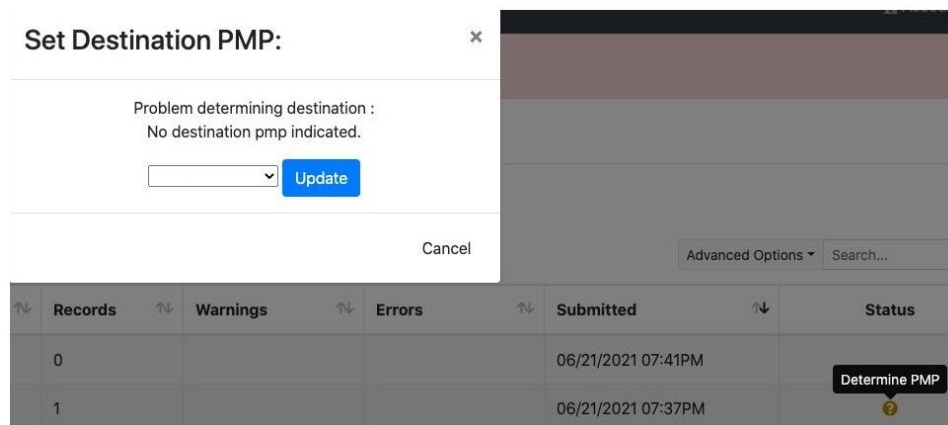 Set Destination PMP: ×
Problem determining destination :
No destination pmp indicated.
Update
Cancel
Advanced Options Search...
Records Warnings Errors Submitted Status
0 06/21/2021 07:41PM
Determine PMP
1 06/21/2021 07:37PM ?